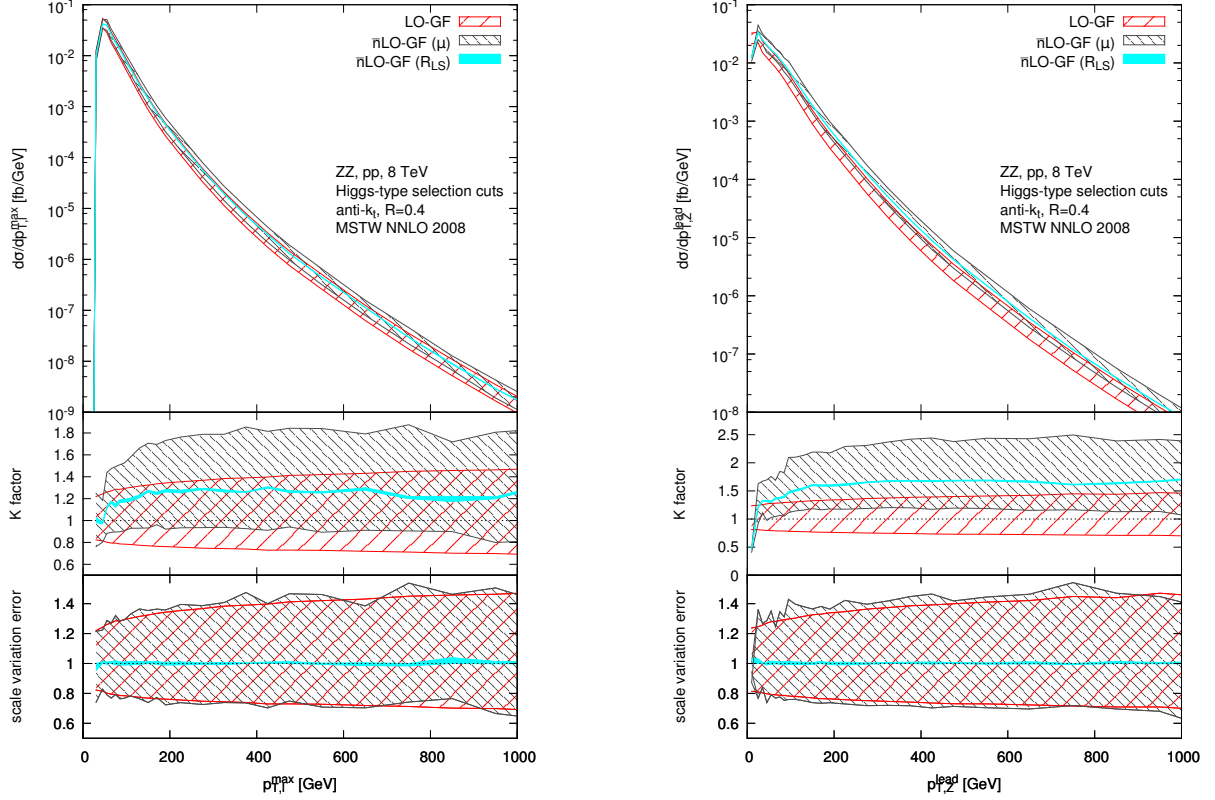 LO-GF
n̄LO-GF (μ)
n̄LO-GF (R_LS)
10^-1
10^-2
10^-3
10^-4
10^-5
10^-6
10^-7
10^-8
10^-9
dσ/dp_T,l^max [fb/GeV]
ZZ, pp, 8 TeV
Higgs-type selection cuts
anti-k_t, R=0.4
MSTW NNLO 2008
1.8
1.6
1.4
1.2
1
0.8
0.6
K factor
1.4
1.2
1
0.8
0.6
scale variation error
0 200 400 600 800 1000
p_T,l^max [GeV]
LO-GF
n̄LO-GF (μ)
n̄LO-GF (R_LS)
10^-1
10^-2
10^-3
10^-4
10^-5
10^-6
10^-7
10^-8
dσ/dp_T,Z^lead [fb/GeV]
ZZ, pp, 8 TeV
Higgs-type selection cuts
anti-k_t, R=0.4
MSTW NNLO 2008
2.5
2
1.5
1
0.5
0
K factor
1.4
1.2
1
0.8
0.6
scale variation error
0 200 400 600 800 1000
p_T,Z^lead [GeV]